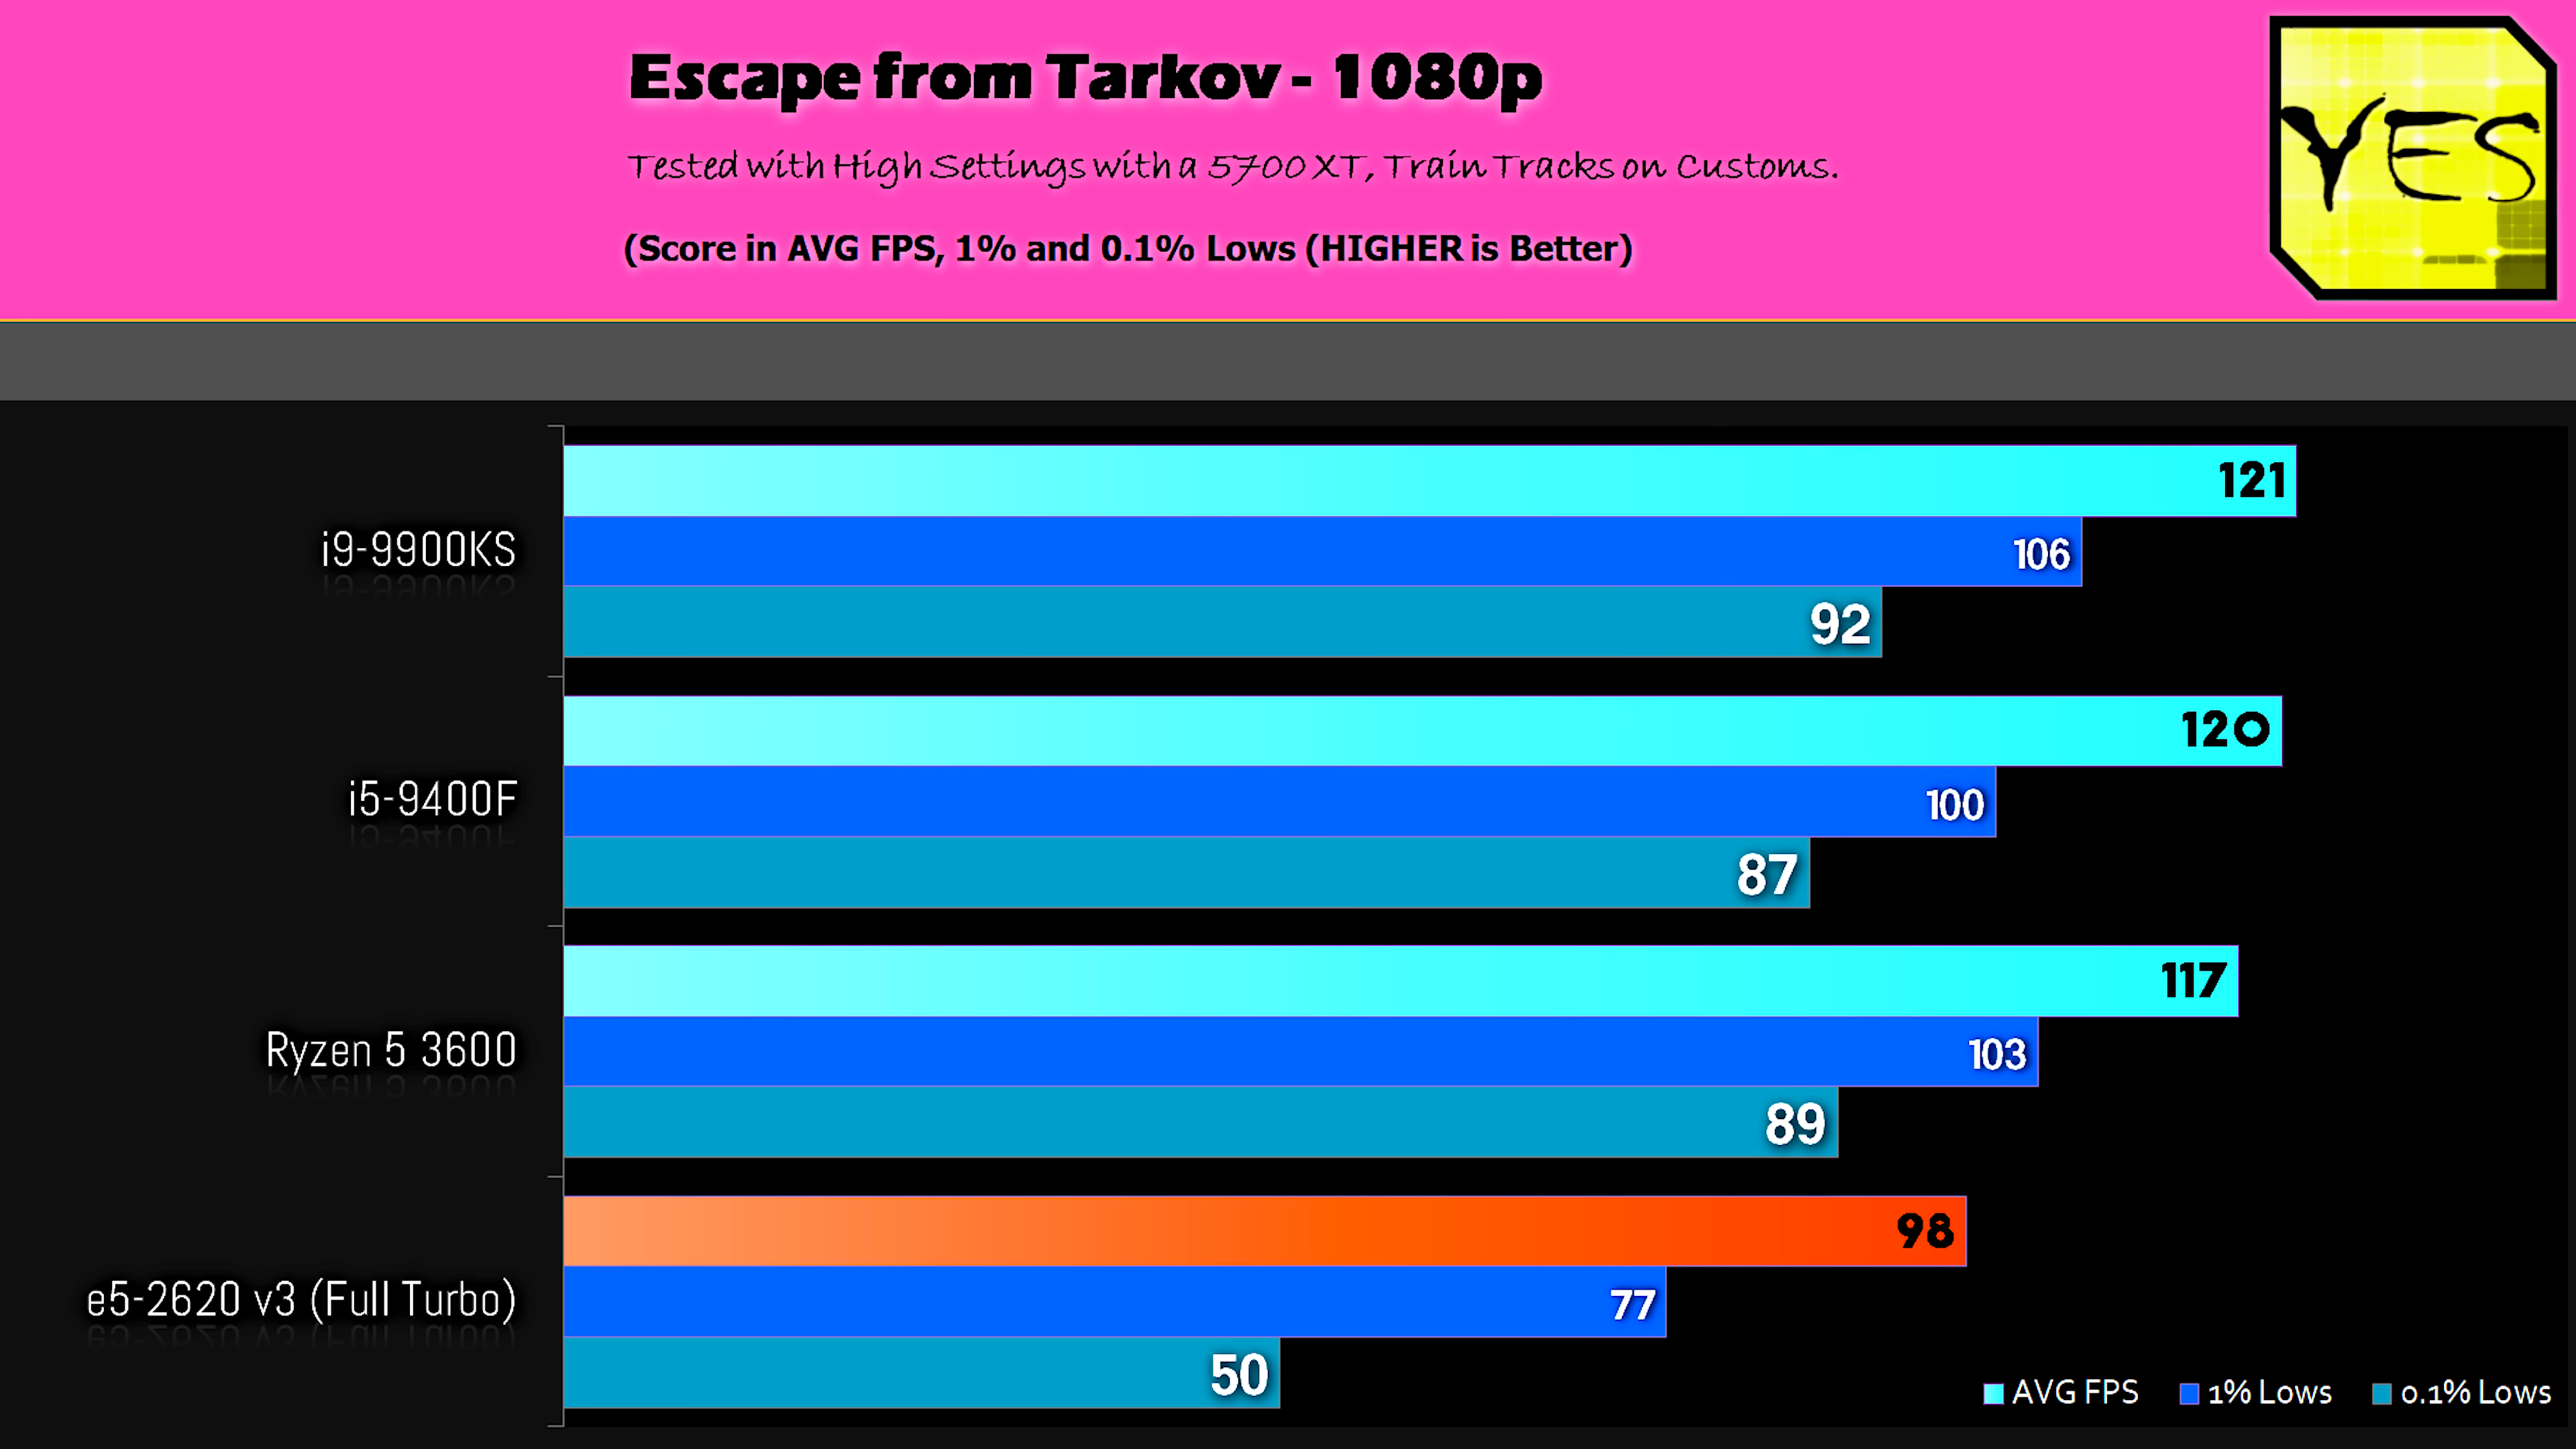 Escape from Tarkov - 1080p
Tested with High Settings with a 5700 XT, Train Tracks on Customs.
(Score in AVG FPS, 1% and 0.1% Lows (HIGHER is Better)
YES
121
i9-9900KS
106
92
120
i5-9400F
100
87
117
Ryzen 5 3600
103
89
98
e5-2620 v3 (Full Turbo)
77
50
AVG FPS 1% Lows 0.1% Lows